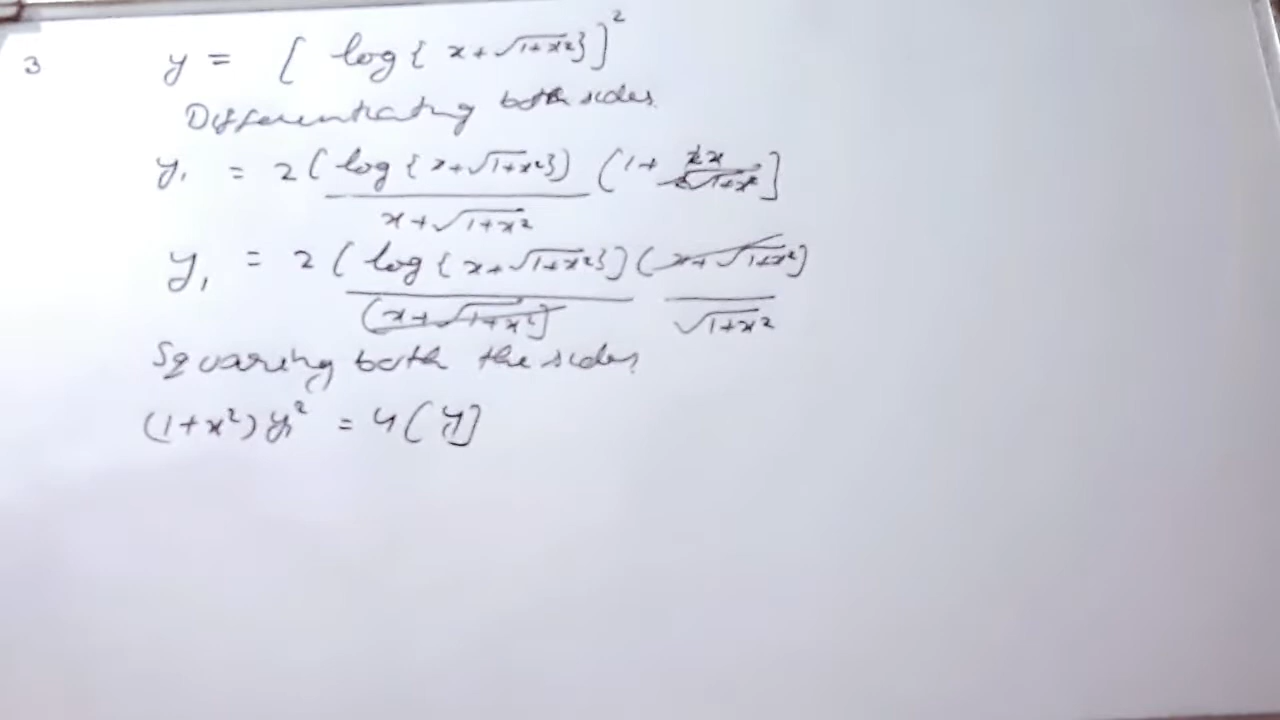 3 y = [ log { x + √1+x² } ]²
Differentiating both sides.
y₁ = 2 ( log { x + √1+x² } ) / x + √1+x² ( 1 + 2x / 2√1+x² ]
y₁ = 2 ( log { x + √1+x² } ] / ( x + √1+x² ] ( x + √1+x² ] / √1+x²
Squaring both the sides,
(1+x²) y₁² = 4 ( y ]